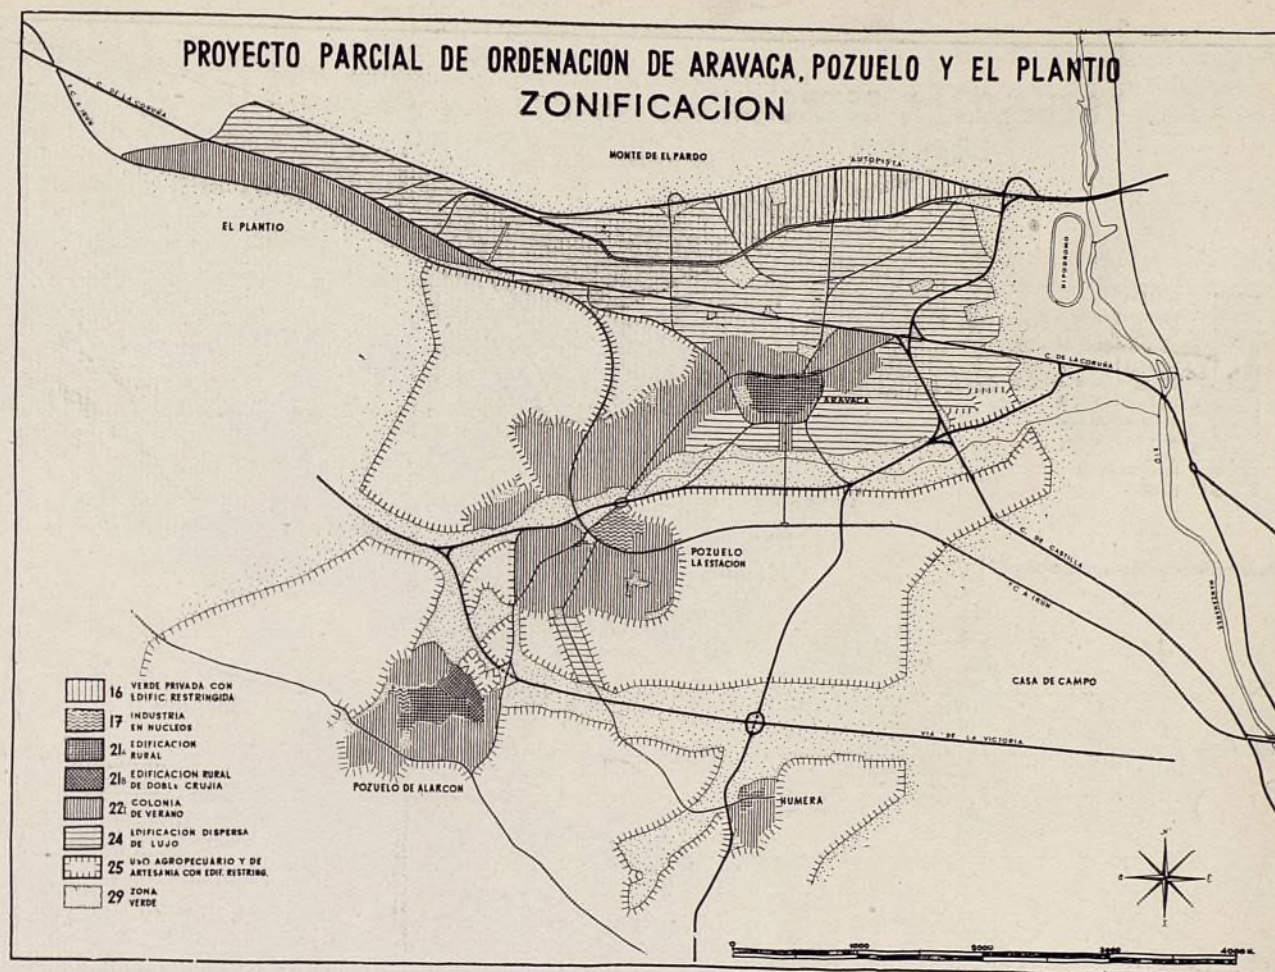 PROYECTO PARCIAL DE ORDENACION DE ARAVACA, POZUELO Y EL PLANTIO
ZONIFICACION
F.C. A IRUN
C. DE LA CORUÑA
MONTE DE EL PARDO
AUTOPISTA
EL PLANTIO
HIPODROMO
C. DE LA CORUÑA
ARAVACA
RIO
MANZANARES
POZUELO
LA ESTACION
C. DE CASTILLA
F.C. A IRUN
CASA DE CAMPO
VIA DE LA VICTORIA
POZUELO DE ALARCON
HUMERA
16 VERDE PRIVADA CON
EDIFIC. RESTRINGIDA
17 INDUSTRIA
EN NUCLEOS
21A EDIFICACION
RURAL
21B EDIFICACION RURAL
DE DOBLE CRUJIA
22 COLONIA
DE VERANO
24 EDIFICACION DISPERSA
DE LUJO
25 USO AGROPECUARIO Y DE
ARTESANIA CON EDIF. RESTRING.
29 ZONA
VERDE
N
E
S
0 1000 2000 3000 4000 M.